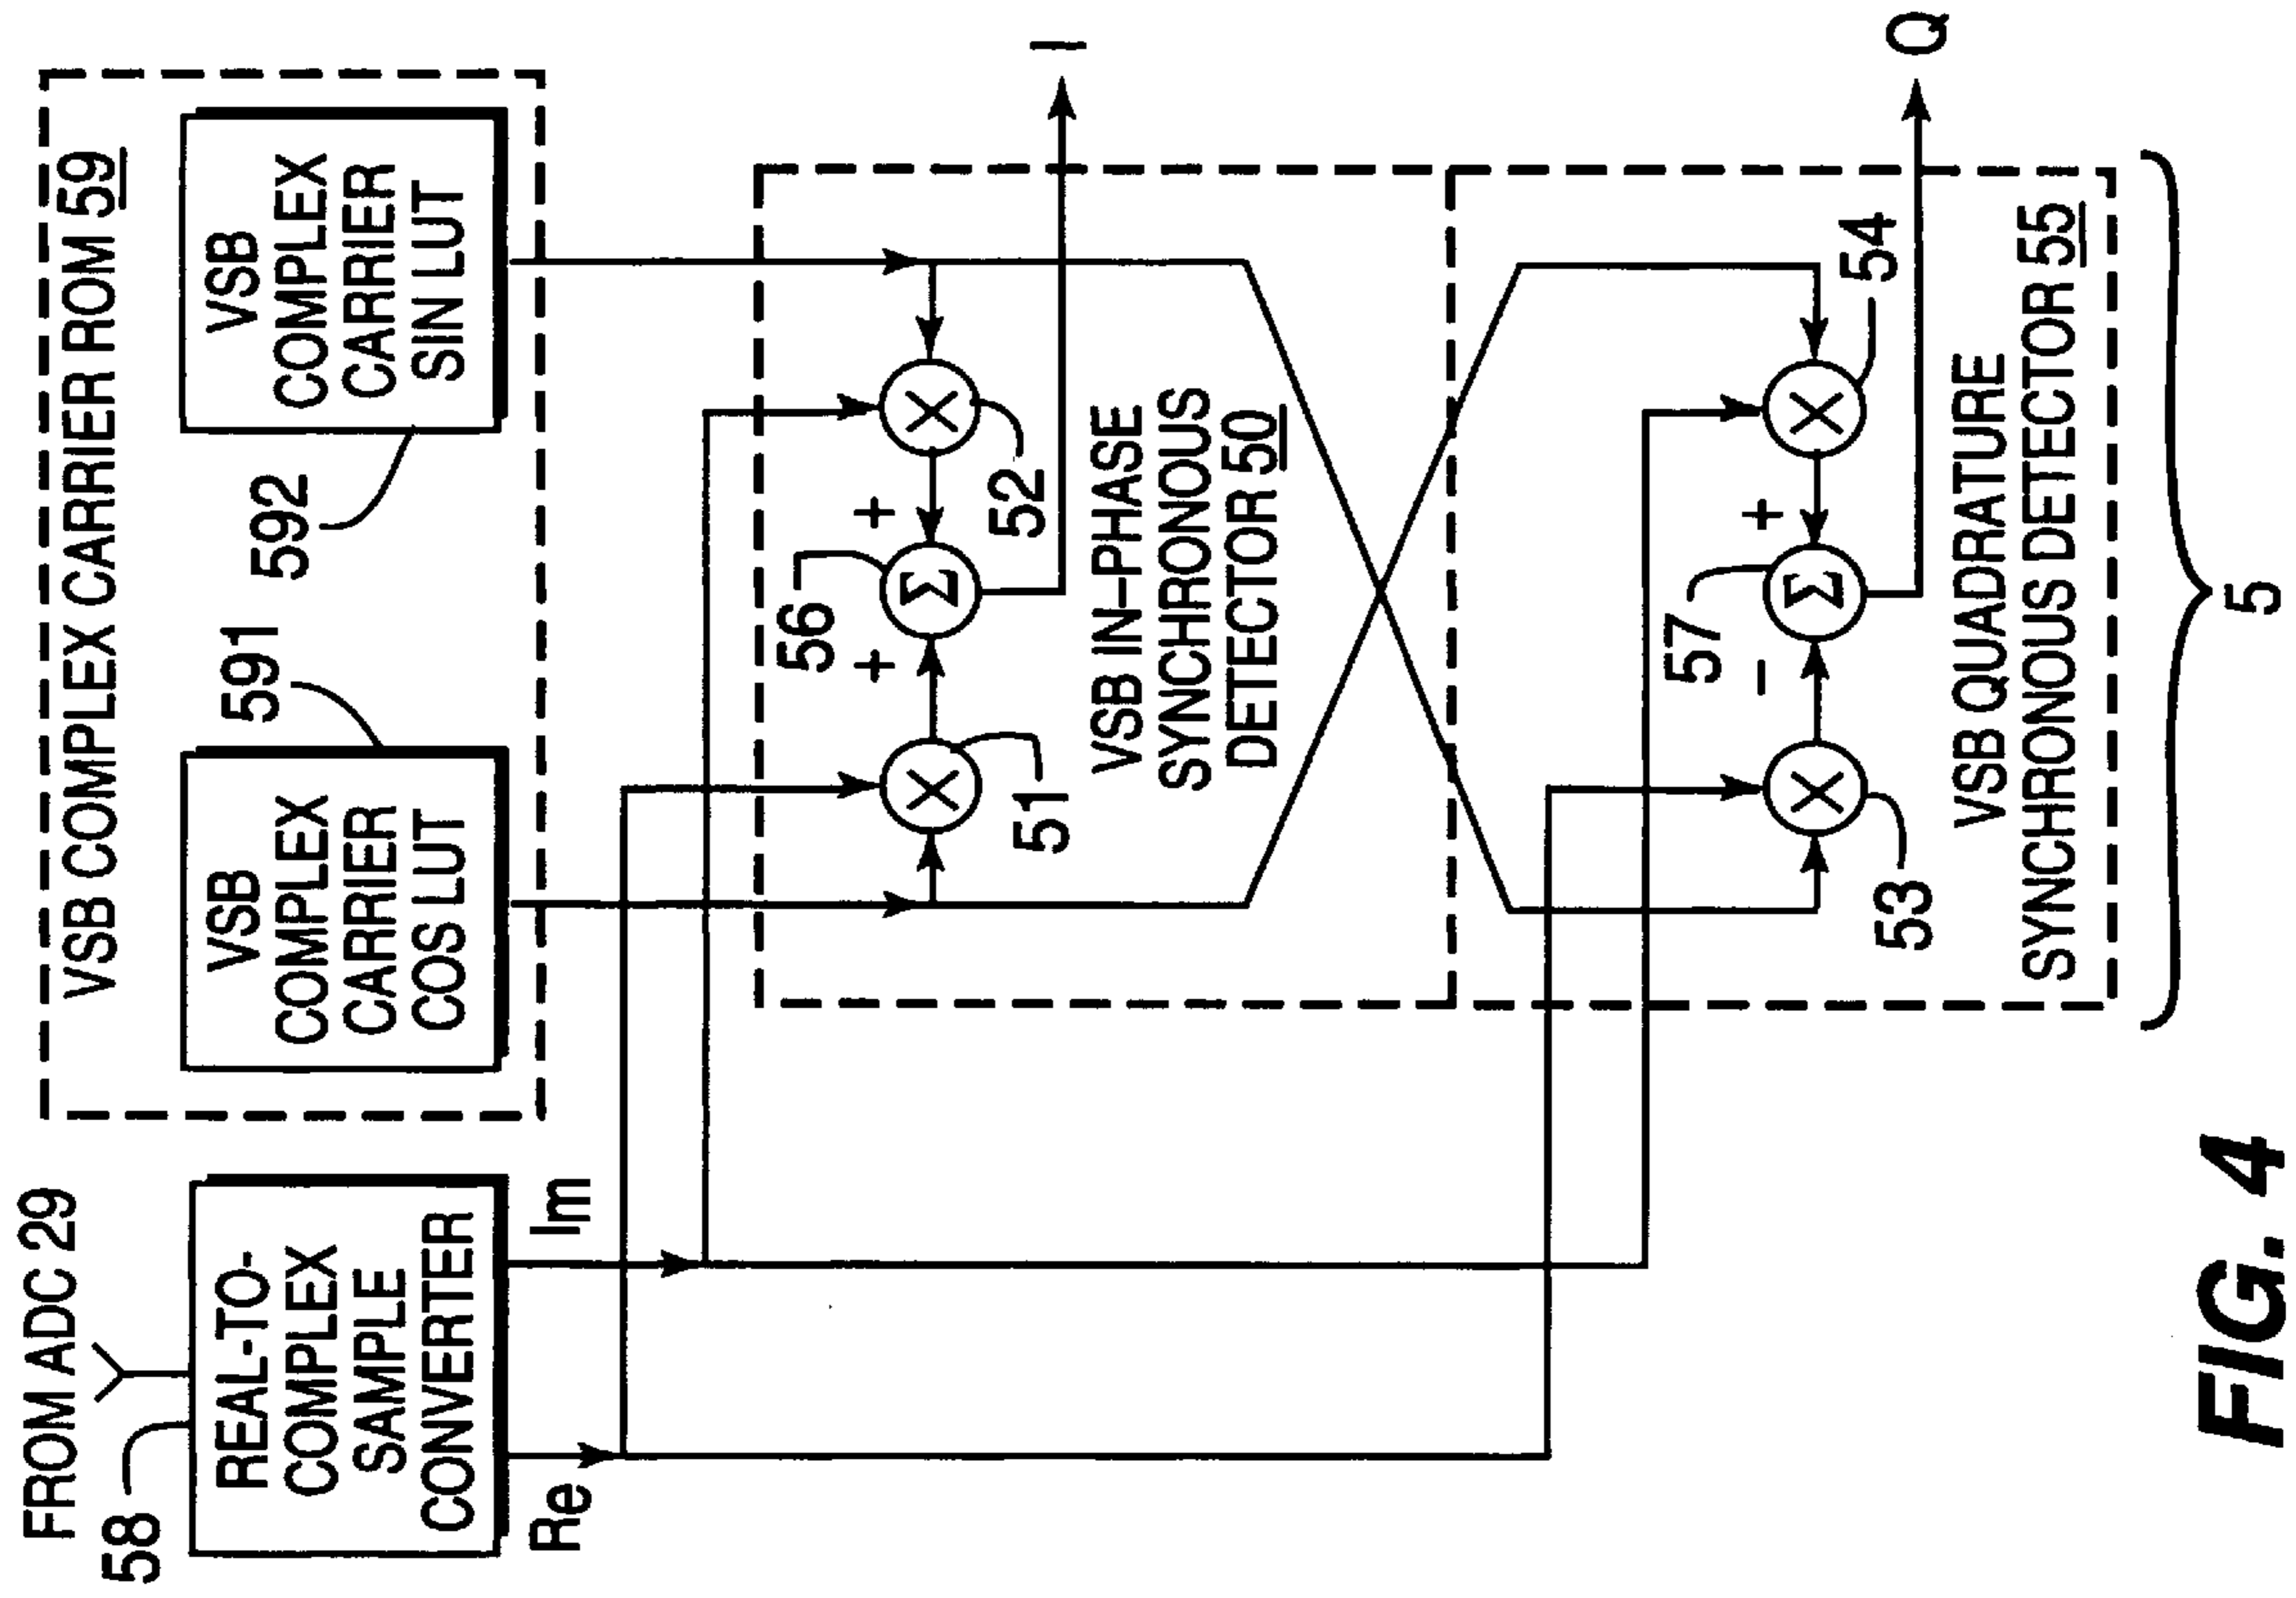 FROM ADC 29
58
REAL-TO-
COMPLEX
SAMPLE
CONVERTER
Re
Im
VSB COMPLEX CARRIER ROM 59
591
VSB
COMPLEX
CARRIER
COS LUT
592
VSB
COMPLEX
CARRIER
SIN LUT
56
+
+
X
Σ
X
51
52
VSB IN-PHASE
SYNCHRONOUS
DETECTOR 50
I
57
-
+
X
Σ
X
53
54
VSB QUADRATURE
SYNCHRONOUS DETECTOR 55
Q
5
FIG. 4